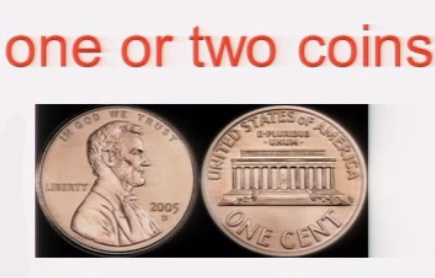 one or two coins
IN GOD WE TRUST
LIBERTY
2005
D
UNITED STATES OF AMERICA
E·PLURIBUS
·UNUM·
ONE CENT